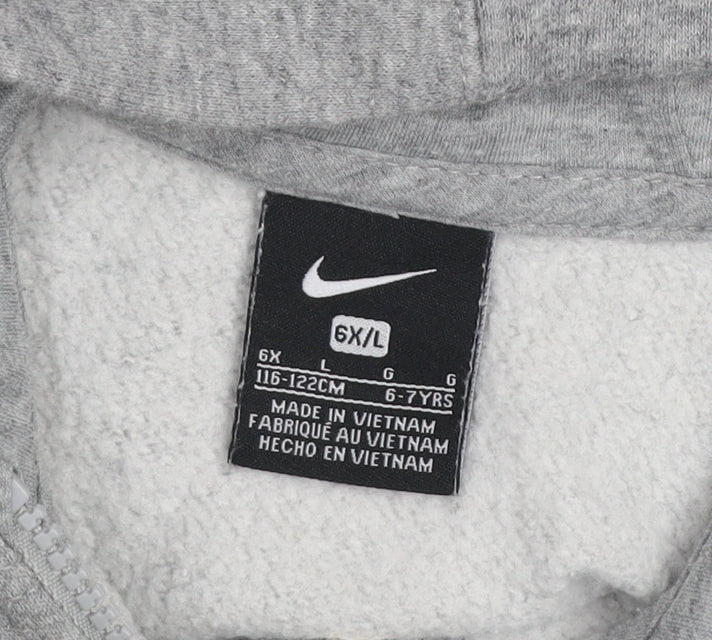 6X/L
6X L G G
116-122CM 6-7YRS
MADE IN VIETNAM
FABRIQUÉ AU VIETNAM
HECHO EN VIETNAM